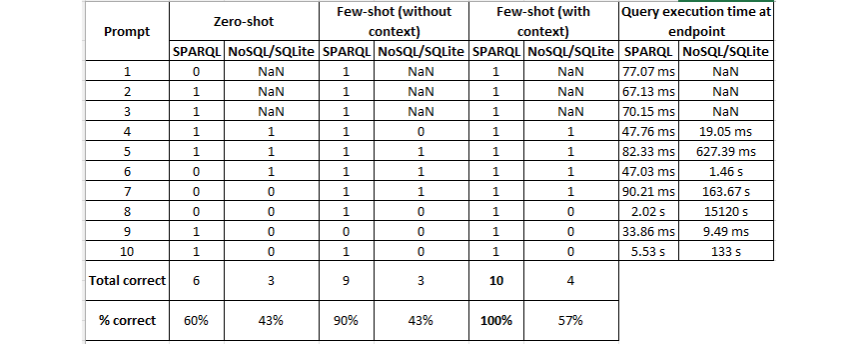 Prompt Zero-shot Few-shot (without context) Few-shot (with context) Query execution time at endpoint
SPARQL NoSQL/SQLite SPARQL NoSQL/SQLite SPARQL NoSQL/SQLite SPARQL NoSQL/SQLite
1 0 NaN 1 NaN 1 NaN 77.07 ms NaN
2 1 NaN 1 NaN 1 NaN 67.13 ms NaN
3 1 NaN 1 NaN 1 NaN 70.15 ms NaN
4 1 1 1 0 1 1 47.76 ms 19.05 ms
5 1 1 1 1 1 1 82.33 ms 627.39 ms
6 0 1 1 1 1 1 47.03 ms 1.46 s
7 0 0 1 1 1 1 90.21 ms 163.67 s
8 0 0 1 0 1 0 2.02 s 15120 s
9 1 0 0 0 1 0 33.86 ms 9.49 ms
10 1 0 1 0 1 0 5.53 s 133 s
Total correct 6 3 9 3 10 4
% correct 60% 43% 90% 43% 100% 57%